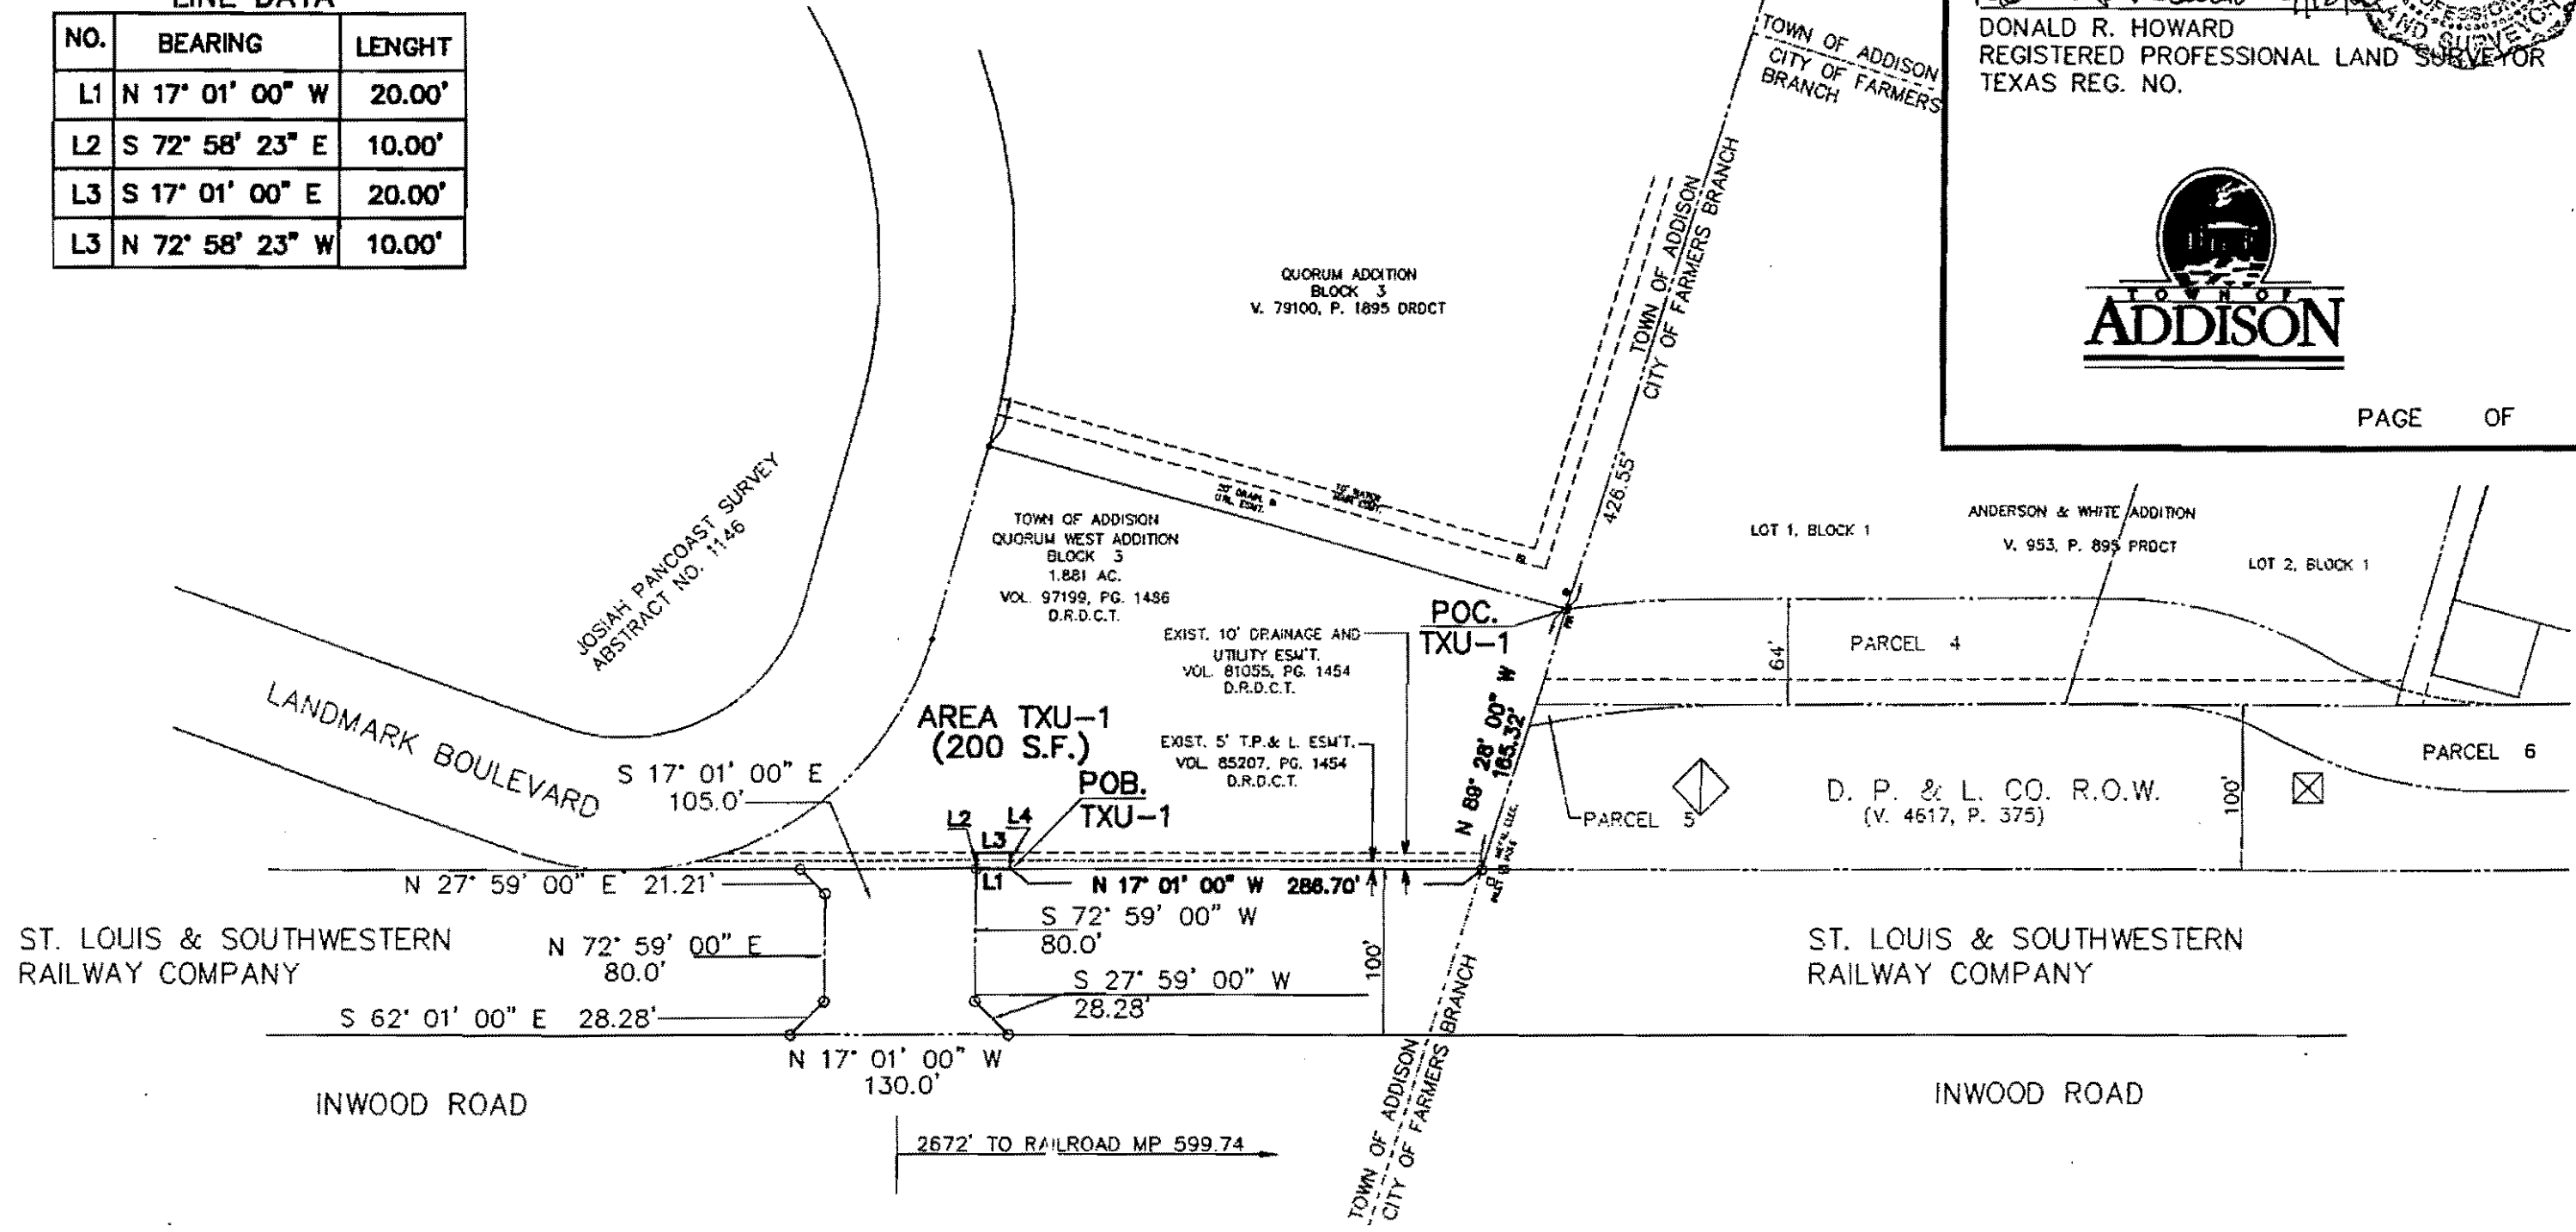 LINE DATA
NO. BEARING LENGHT
L1 N 17° 01' 00" W 20.00'
L2 S 72° 58' 23" E 10.00'
L3 S 17° 01' 00" E 20.00'
L3 N 72° 58' 23" W 10.00'
DONALD R. HOWARD
REGISTERED PROFESSIONAL LAND SURVEYOR
TEXAS REG. NO.
TOWN OF
ADDISON
PAGE OF
TOWN OF ADDISON
CITY OF FARMERS
BRANCH
TOWN OF ADDISON
CITY OF FARMERS BRANCH
426.55'
QUORUM ADDITION
BLOCK 3
V. 79100, P. 1895 DRDCT
JOSIAH PANCOAST SURVEY
ABSTRACT NO. 1146
TOWN OF ADDISION
QUORUM WEST ADDITION
BLOCK 3
1.881 AC.
VOL. 97199, PG. 1486
D.R.D.C.T.
EXIST. 10' DRAINAGE AND
UTILITY ESM'T.
VOL. 81055, PG. 1454
D.R.D.C.T.
EXIST. 5' T.P.& L. ESM'T.
VOL. 85207, PG. 1454
D.R.D.C.T.
POC.
TXU-1
LOT 1, BLOCK 1
ANDERSON & WHITE ADDITION
V. 953, P. 895 PRDCT
LOT 2, BLOCK 1
64'
PARCEL 4
PARCEL 5
PARCEL 6
D. P. & L. CO. R.O.W.
(V. 4617, P. 375)
100'
N 89° 28' 00" W
165.32'
LANDMARK BOULEVARD
AREA TXU-1
(200 S.F.)
POB.
TXU-1
S 17° 01' 00" E
105.0'
L2
L4
L3
L1
N 27° 59' 00" E 21.21'
N 17° 01' 00" W 286.70'
S 72° 59' 00" W
80.0'
N 72° 59' 00" E
80.0'
S 27° 59' 00" W
28.28'
100'
S 62° 01' 00" E 28.28'
N 17° 01' 00" W
130.0'
ST. LOUIS & SOUTHWESTERN
RAILWAY COMPANY
ST. LOUIS & SOUTHWESTERN
RAILWAY COMPANY
INWOOD ROAD
INWOOD ROAD
2672' TO RAILROAD MP 599.74
TOWN OF ADDISON
CITY OF FARMERS BRANCH